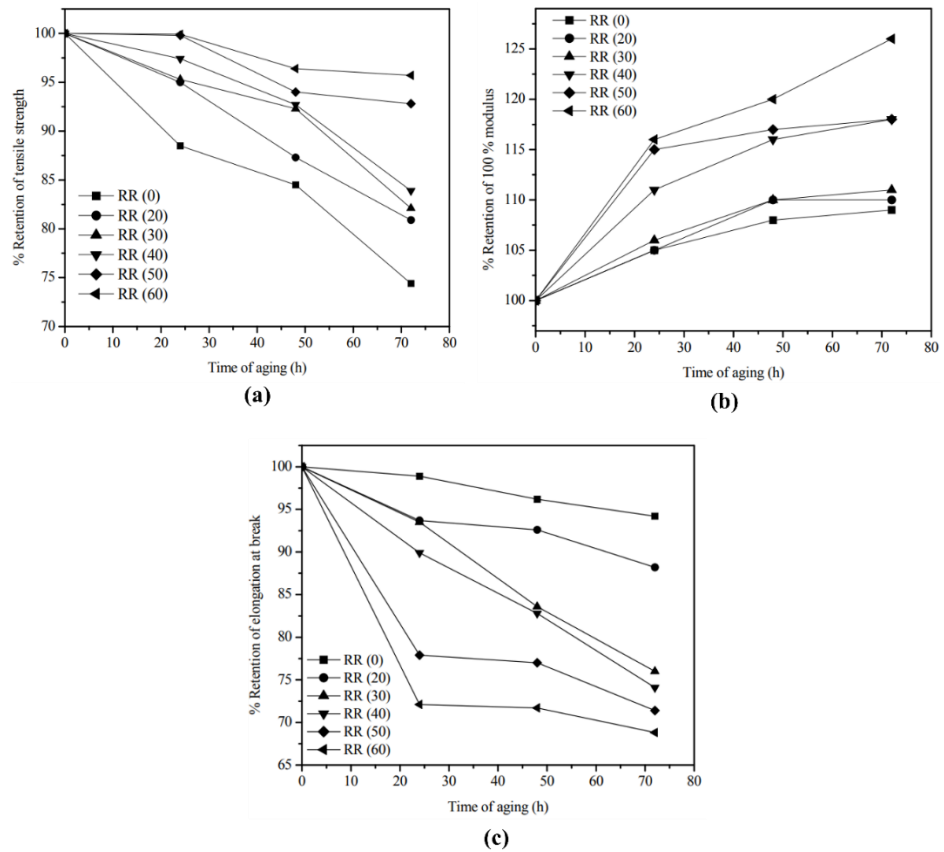 100
95
90
85
80
75
70
% Retention of tensile strength
RR (0)
RR (20)
RR (30)
RR (40)
RR (50)
RR (60)
0 10 20 30 40 50 60 70 80
Time of aging (h)
(a)
125
120
115
110
105
100
% Retention of 100 % modulus
RR (0)
RR (20)
RR (30)
RR (40)
RR (50)
RR (60)
0 10 20 30 40 50 60 70 80
Time of aging (h)
(b)
100
95
90
85
80
75
70
65
% Retention of elongation at break
RR (0)
RR (20)
RR (30)
RR (40)
RR (50)
RR (60)
0 10 20 30 40 50 60 70 80
Time of aging (h)
(c)